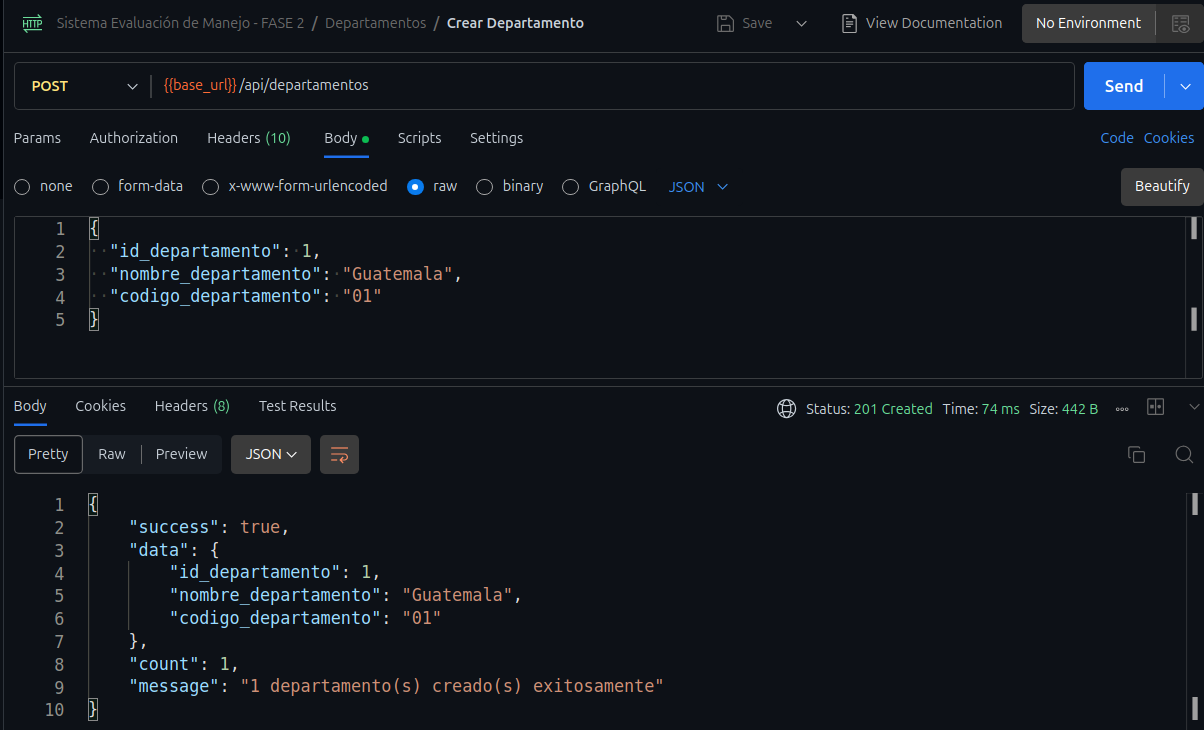 HTTP Sistema Evaluación de Manejo - FASE 2 / Departamentos / Crear Departamento Save View Documentation No Environment
POST {{base_url}}/api/departamentos Send
Params Authorization Headers (10) Body Scripts Settings Code Cookies
none form-data x-www-form-urlencoded raw binary GraphQL JSON Beautify
1 {
2 "id_departamento": 1,
3 "nombre_departamento": "Guatemala",
4 "codigo_departamento": "01"
5 }
Body Cookies Headers (8) Test Results Status: 201 Created Time: 74 ms Size: 442 B
Pretty Raw Preview JSON
1 {
2 "success": true,
3 "data": {
4 "id_departamento": 1,
5 "nombre_departamento": "Guatemala",
6 "codigo_departamento": "01"
7 },
8 "count": 1,
9 "message": "1 departamento(s) creado(s) exitosamente"
10 }